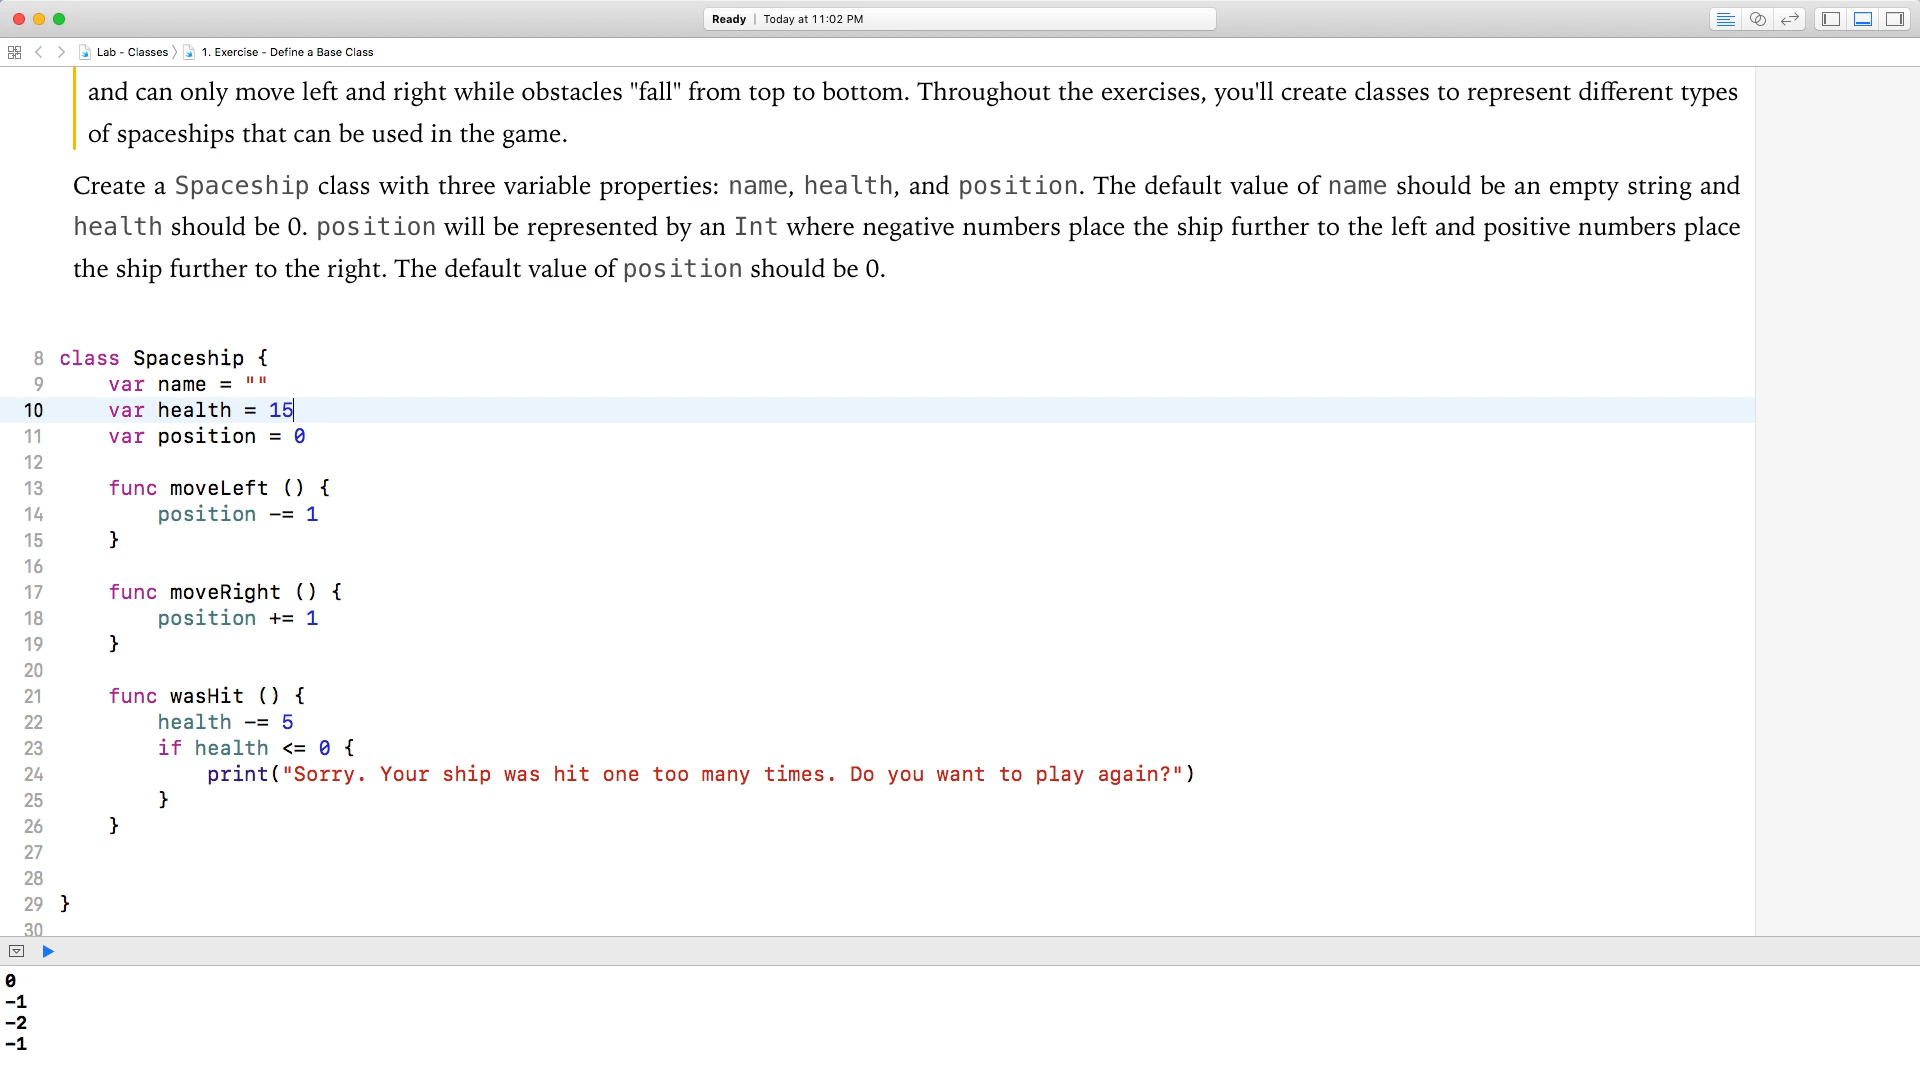 Ready | Today at 11:02 PM
Lab - Classes 〉 1. Exercise - Define a Base Class
and can only move left and right while obstacles "fall" from top to bottom. Throughout the exercises, you'll create classes to represent different types
of spaceships that can be used in the game.
Create a Spaceship class with three variable properties: name, health, and position. The default value of name should be an empty string and
health should be 0. position will be represented by an Int where negative numbers place the ship further to the left and positive numbers place
the ship further to the right. The default value of position should be 0.
8 class Spaceship {
9 var name = ""
10 var health = 15
11 var position = 0
12
13 func moveLeft () {
14 position -= 1
15 }
16
17 func moveRight () {
18 position += 1
19 }
20
21 func wasHit () {
22 health -= 5
23 if health <= 0 {
24 print("Sorry. Your ship was hit one too many times. Do you want to play again?")
25 }
26 }
27
28
29 }
30
0
-1
-2
-1